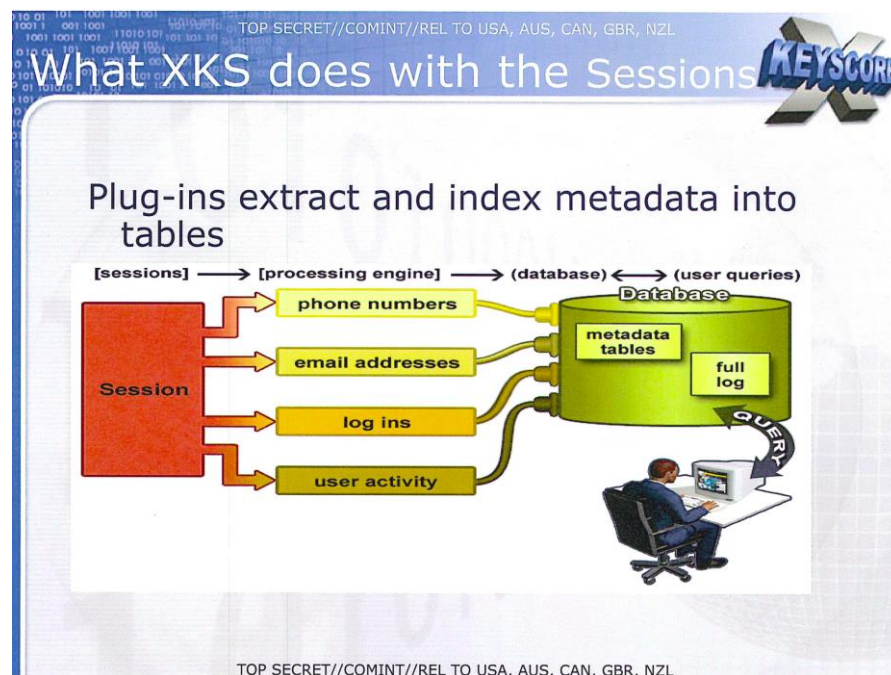 TOP SECRET//COMINT//REL TO USA, AUS, CAN, GBR, NZL
What XKS does with the Sessions
KEYSCORE
Plug-ins extract and index metadata into
tables
[sessions] → [processing engine] → (database) ↔ (user queries)
Database
phone numbers
email addresses
Session
log ins
user activity
metadata
tables
full
log
QUERY
TOP SECRET//COMINT//REL TO USA, AUS, CAN, GBR, NZL